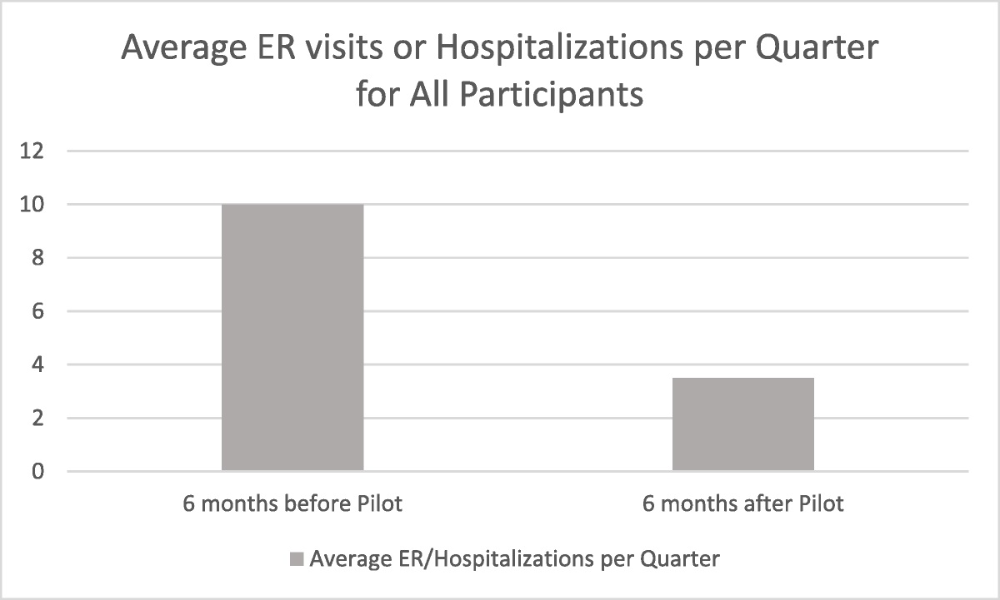 Average ER visits or Hospitalizations per Quarter
for All Participants
12
10
8
6
4
2
0
6 months before Pilot
6 months after Pilot
Average ER/Hospitalizations per Quarter